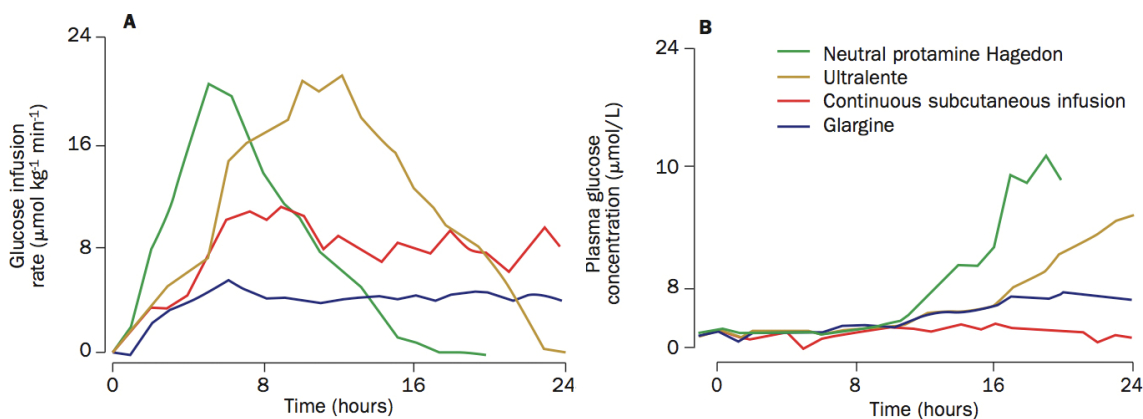 A
24
16
8
0
Glucose infusion
rate (μmol kg⁻¹ min⁻¹)
0 8 16 24
Time (hours)
B
24
10
8
0
Plasma glucose
concentration (μmol/L)
Neutral protamine Hagedon
Ultralente
Continuous subcutaneous infusion
Glargine
0 8 16 24
Time (hours)